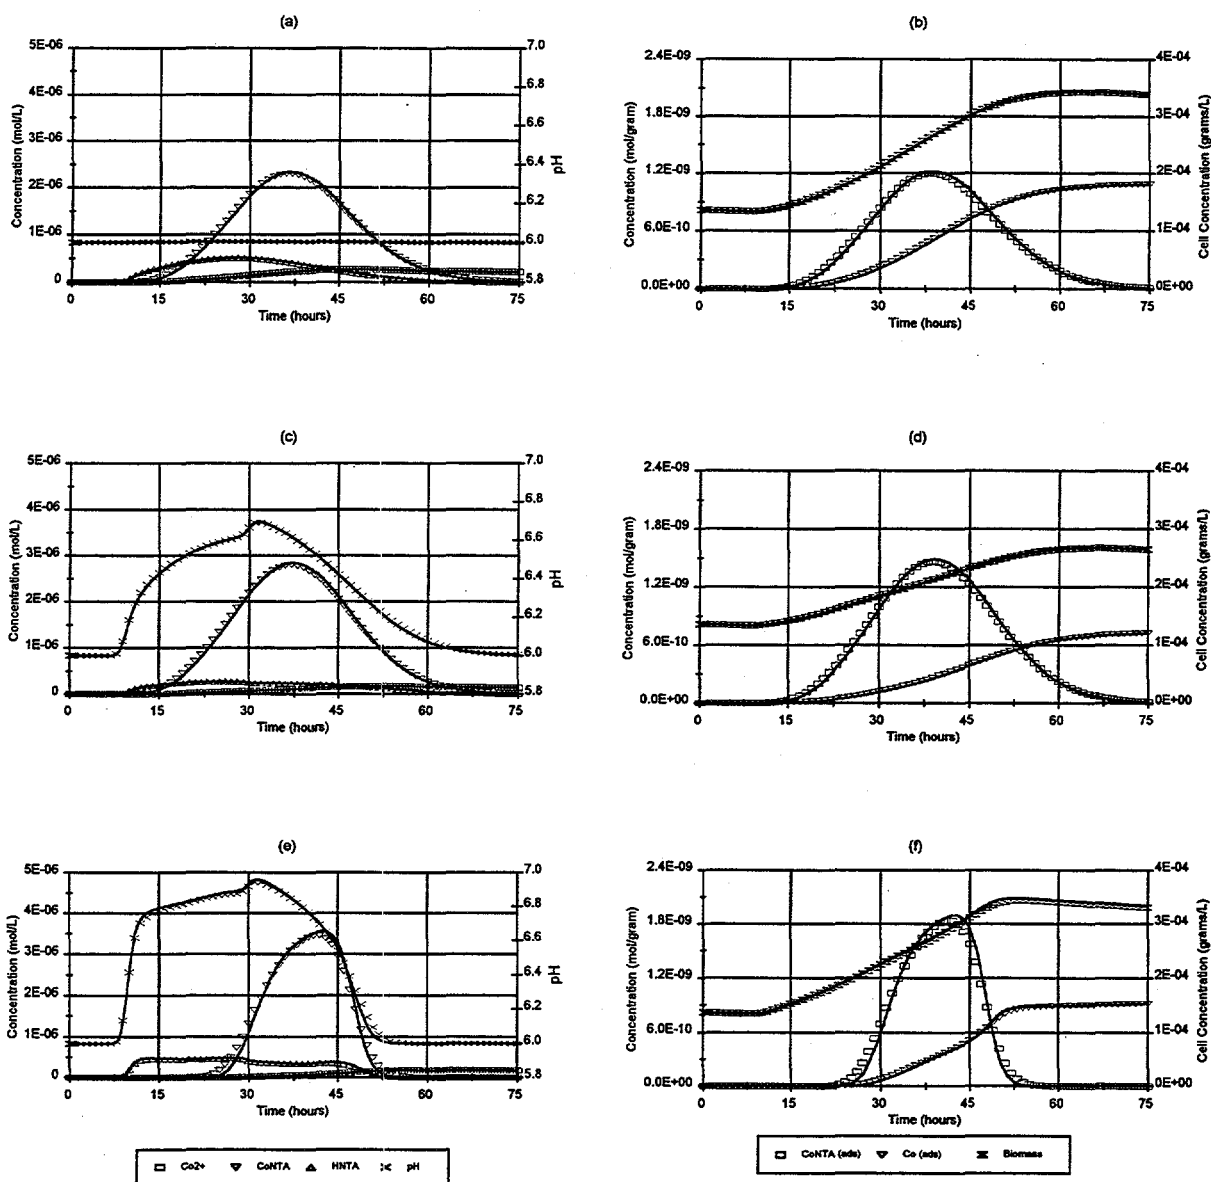 (a)
5E-06
4E-06
3E-06
2E-06
1E-06
0
Concentration (mol/L)
7.0
6.8
6.6
6.4
6.2
6.0
5.8
pH
0 15 30 45 60 75
Time (hours)
(b)
2.4E-09
1.8E-09
1.2E-09
6.0E-10
0.0E+00
Concentration (mol/gram)
4E-04
3E-04
2E-04
1E-04
0E+00
Cell Concentration (grams/L)
0 15 30 45 60 75
Time (hours)
(c)
5E-06
4E-06
3E-06
2E-06
1E-06
0
Concentration (mol/L)
7.0
6.8
6.6
6.4
6.2
6.0
5.8
pH
0 15 30 45 60 75
Time (hours)
(d)
2.4E-09
1.8E-09
1.2E-09
6.0E-10
0.0E+00
Concentration (mol/gram)
4E-04
3E-04
2E-04
1E-04
0E+00
Cell Concentration (grams/L)
0 15 30 45 60 75
Time (hours)
(e)
5E-06
4E-06
3E-06
2E-06
1E-06
0
Concentration (mol/L)
7.0
6.8
6.6
6.4
6.2
6.0
5.8
pH
0 15 30 45 60 75
Time (hours)
(f)
2.4E-09
1.8E-09
1.2E-09
6.0E-10
0.0E+00
Concentration (mol/gram)
4E-04
3E-04
2E-04
1E-04
0E+00
Cell Concentration (grams/L)
0 15 30 45 60 75
Time (hours)
Co2+ CoNTA HNTA pH
CoNTA (ads) Co (ads) Biomass